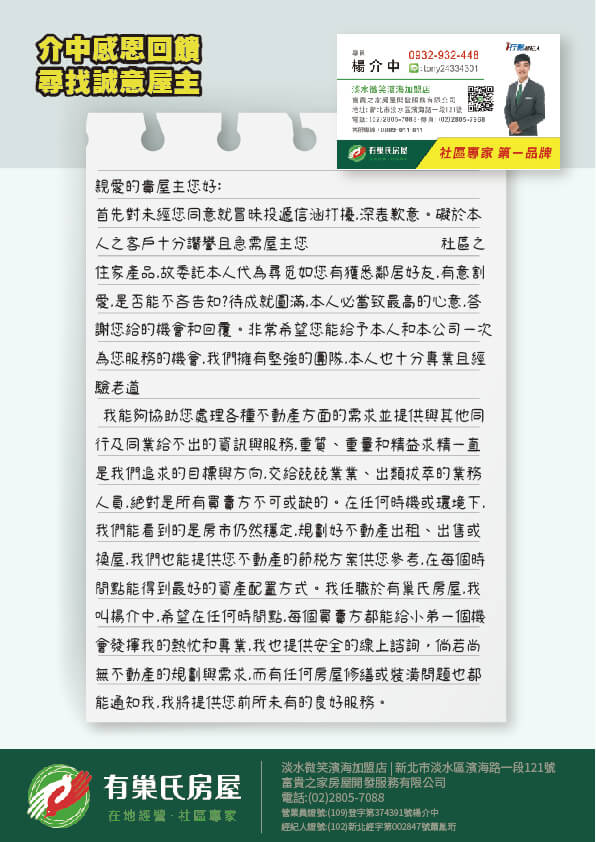 介中感恩回饋
尋找誠意屋主
專員
楊介中
0932-932-448
:tony24334301
淡水微笑濱海加盟店
富貴之家房屋開發服務有限公司
地址:新北市淡水區濱海路一段121號
有巢氏房屋
社區專家 第一品牌
親愛的貴屋主您好:
首先對未經您同意就冒昧投遞信涵打擾,深表歉意。礙於本
人之客戶十分讚譽且急需屋主您 社區之
住家產品,故委託本人代為尋覓如您有獲悉鄰居好友,有意割
愛,是否能不吝告知?待成就圓滿,本人必當致最高的心意,答
謝您給的機會和回覆。非常希望您能給予本人和本公司一次
為您服務的機會,我們擁有堅強的團隊,本人也十分專業且經
驗老道
我能夠協助您處理各種不動產方面的需求並提供與其他同
行及同業給不出的資訊與服務,重質、重量和精益求精一直
是我們追求的目標與方向,交給兢兢業業、出類拔萃的業務
人員,絕對是所有買賣方不可或缺的。在任何時機或環境下,
我們能看到的是房市仍然穩定,規劃好不動產出租、出售或
換屋,我們也能提供您不動產的節稅方案供您參考,在每個時
間點能得到最好的資產配置方式。我任職於有巢氏房屋,我
叫楊介中,希望在任何時間點,每個買賣方都能給小弟一個機
會發揮我的熱忱和專業,我也提供安全的線上諮詢，倘若尚
無不動產的規劃與需求,而有任何房屋修繕或裝潢問題也都
能通知我,我將提供您前所未有的良好服務。
有巢氏房屋
在地經營·社區專家
淡水微笑濱海加盟店|新北市淡水區濱海路一段121號
富貴之家房屋開發服務有限公司
電話:(02)2805-7088
營業員證號:(109)登字第374391號楊介中
經紀人證號:(102)新北經字第002847號蕭胤珩